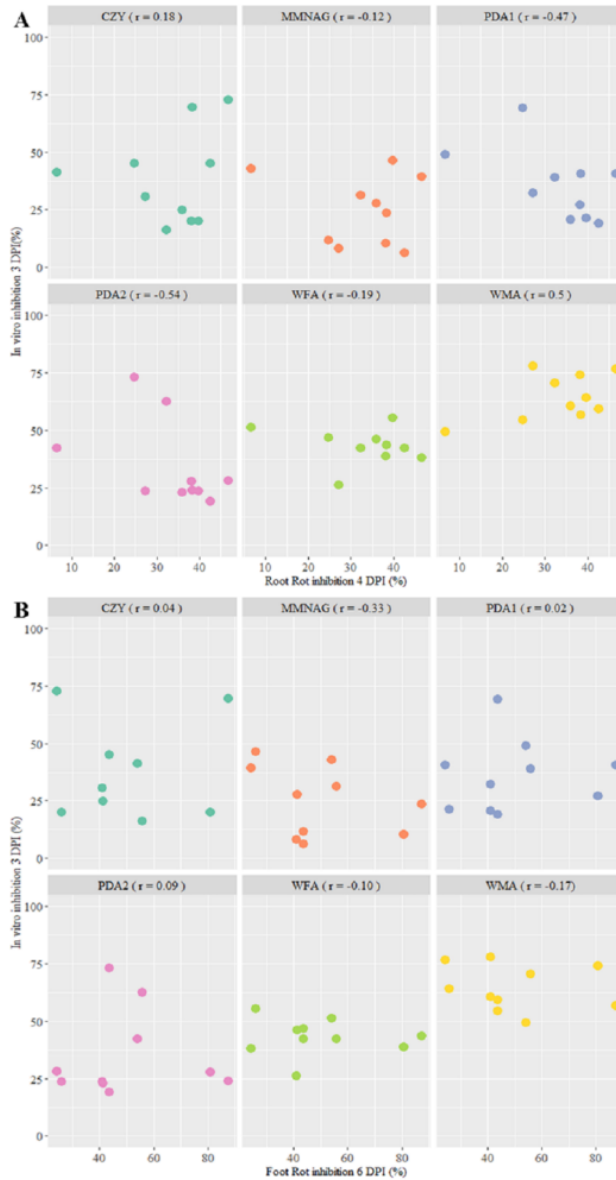 A
CZY ( r = 0.18 ) MMNAG ( r = -0.12 ) PDA1 ( r = -0.47 )
100
75
50
25
0
In vitro inhibition 3 DPI(%)
PDA2 ( r = -0.54 ) WFA ( r = -0.19 ) WMA ( r = 0.5 )
100
75
50
25
0
10 20 30 40 10 20 30 40 10 20 30 40
Root Rot inhibition 4 DPI (%)
B
CZY ( r = 0.04 ) MMNAG ( r = -0.33 ) PDA1 ( r = 0.02 )
100
75
50
25
0
In vitro inhibition 3 DPI (%)
PDA2 ( r = 0.09 ) WFA ( r = -0.10 ) WMA ( r = -0.17)
100
75
50
25
0
40 60 80 40 60 80 40 60 80
Foot Rot inhibition 6 DPI (%)